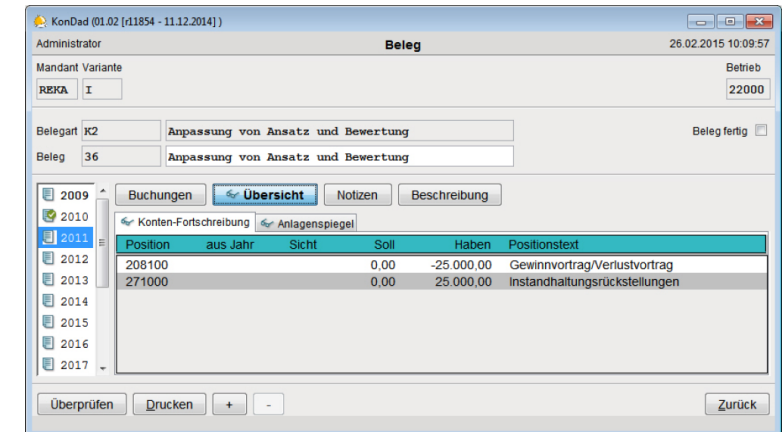 KonDad (01.02 [r11854 - 11.12.2014] )
Administrator Beleg 26.02.2015 10:09:57
Mandant Variante Betrieb
REKA I 22000
Belegart K2 Anpassung von Ansatz und Bewertung Beleg fertig
Beleg 36 Anpassung von Ansatz und Bewertung
2009 Buchungen Übersicht Notizen Beschreibung
2010 Konten-Fortschreibung Anlagenspiegel
2011 Position aus Jahr Sicht Soll Haben Positionstext
2012 208100 0,00 -25.000,00 Gewinnvortrag/Verlustvortrag
2013 271000 0,00 25.000,00 Instandhaltungsrückstellungen
2014
2015
2016
2017
Überprüfen Drucken + - Zurück